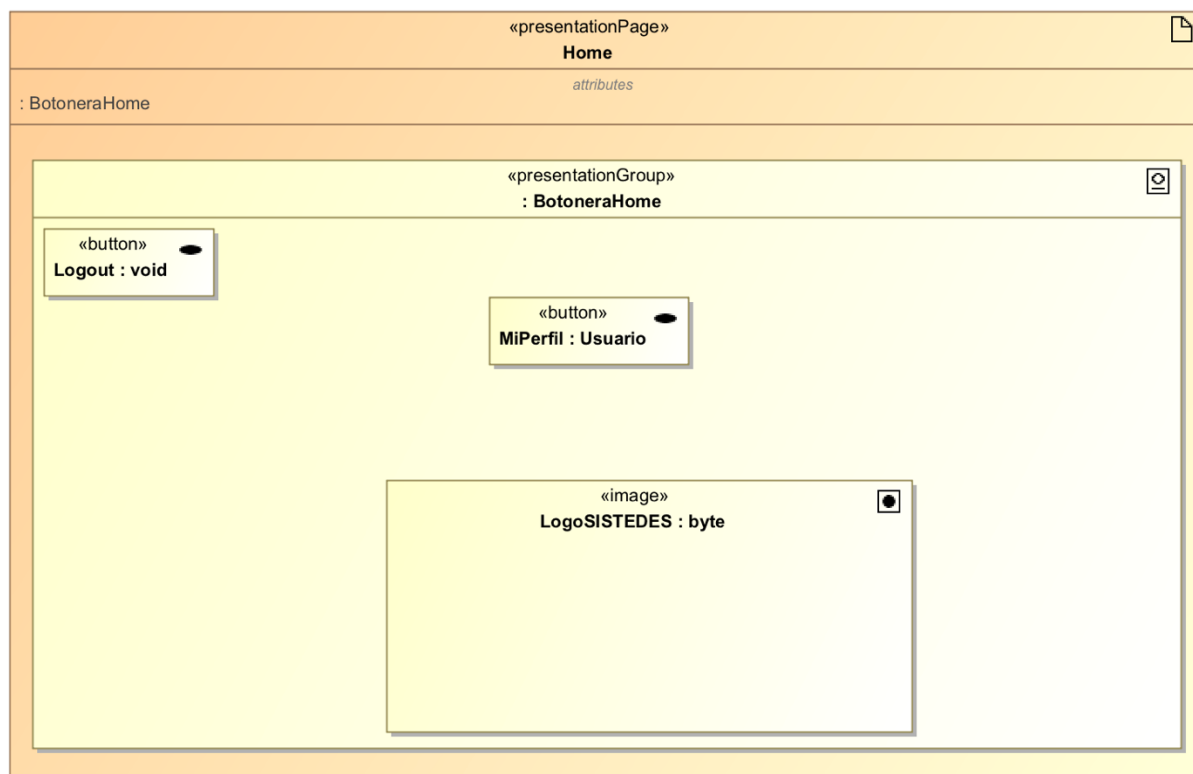 «presentationPage»
Home
attributes
: BotoneraHome
«presentationGroup»
: BotoneraHome
«button»
Logout : void
«button»
MiPerfil : Usuario
«image»
LogoSISTEDES : byte